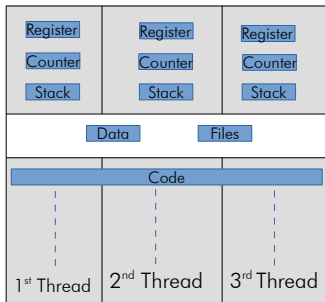 Register Register Register
Counter Counter Counter
Stack Stack Stack
Data Files
Code
1st Thread 2nd Thread 3rd Thread